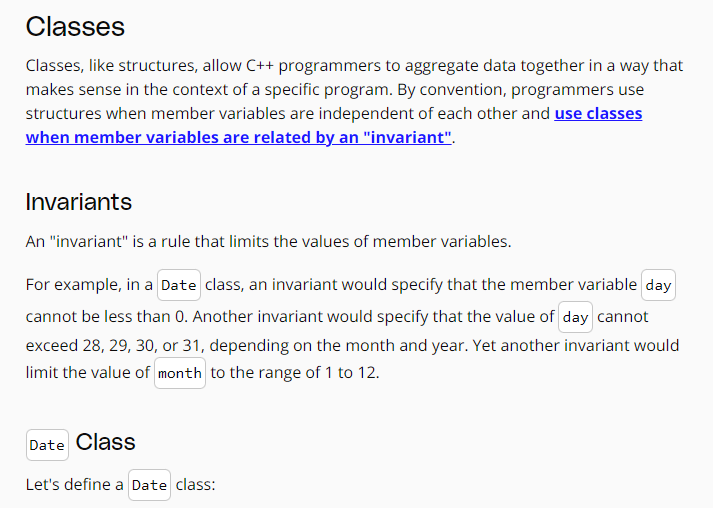 Classes
Classes, like structures, allow C++ programmers to aggregate data together in a way that
makes sense in the context of a specific program. By convention, programmers use
structures when member variables are independent of each other and use classes
when member variables are related by an "invariant".
Invariants
An "invariant" is a rule that limits the values of member variables.
For example, in a Date class, an invariant would specify that the member variable day
cannot be less than 0. Another invariant would specify that the value of day cannot
exceed 28, 29, 30, or 31, depending on the month and year. Yet another invariant would
limit the value of month to the range of 1 to 12.
Date Class
Let's define a Date class: